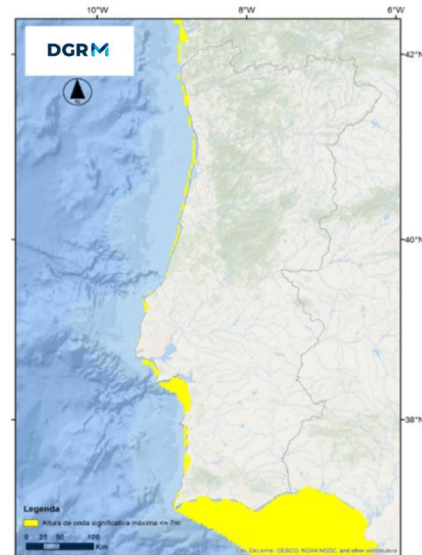 10°W 8°W 6°W
DGRM
42°N
N
40°N
38°N
Legenda
Altura de onda significativa máxima <= 7m
0 25 50 100
Km
Esri, DeLorme, GEBCO, NOAA NGDC, and other contributors